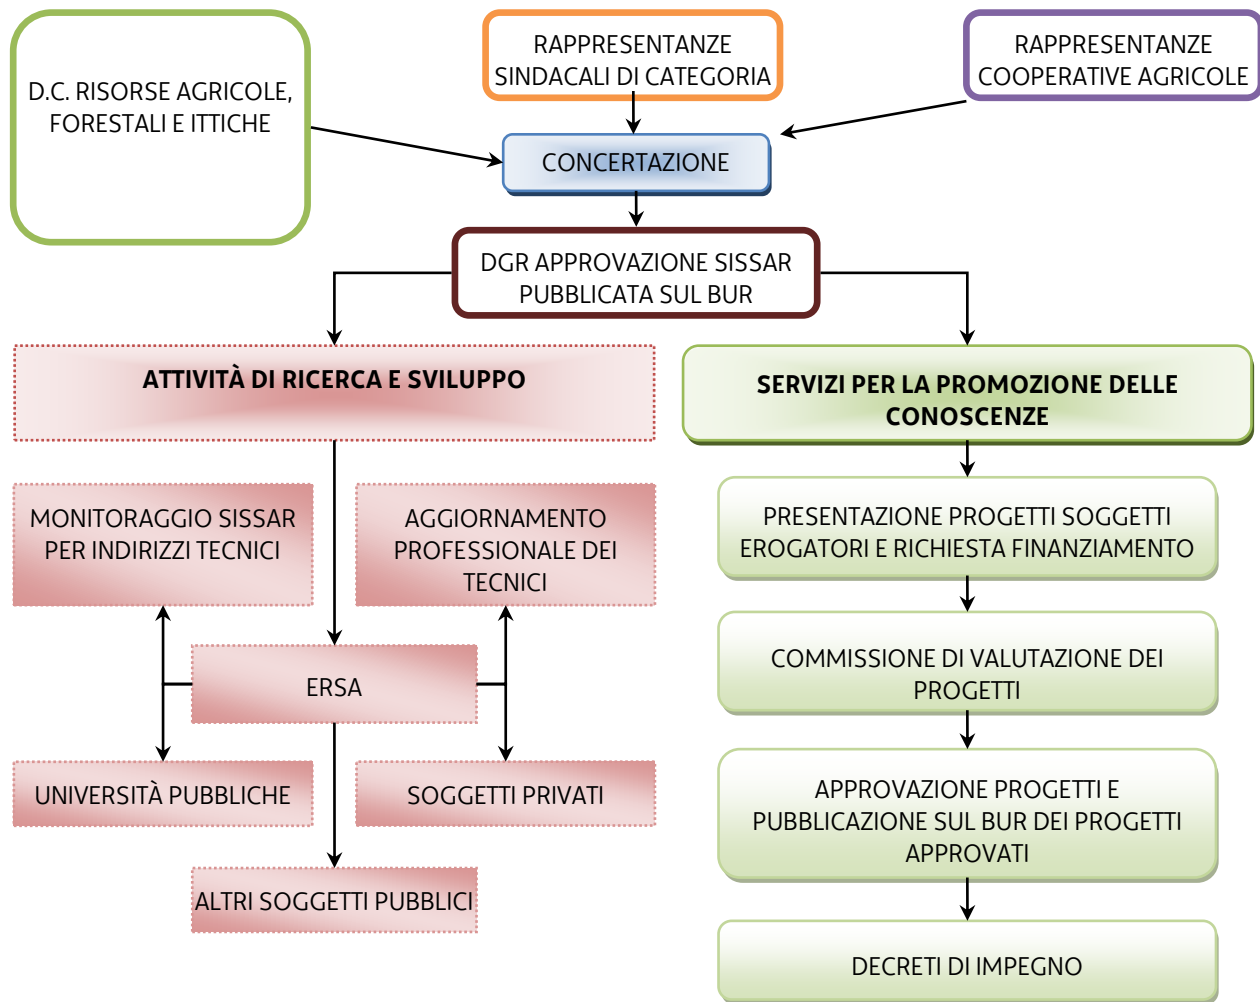 D.C. RISORSE AGRICOLE,
FORESTALI E ITTICHE
RAPPRESENTANZE
SINDACALI DI CATEGORIA
RAPPRESENTANZE
COOPERATIVE AGRICOLE
CONCERTAZIONE
DGR APPROVAZIONE SISSAR
PUBBLICATA SUL BUR
ATTIVITÀ DI RICERCA E SVILUPPO
MONITORAGGIO SISSAR
PER INDIRIZZI TECNICI
AGGIORNAMENTO
PROFESSIONALE DEI
TECNICI
ERSA
UNIVERSITÀ PUBBLICHE
SOGGETTI PRIVATI
ALTRI SOGGETTI PUBBLICI
SERVIZI PER LA PROMOZIONE DELLE
CONOSCENZE
PRESENTAZIONE PROGETTI SOGGETTI
EROGATORI E RICHIESTA FINANZIAMENTO
COMMISSIONE DI VALUTAZIONE DEI
PROGETTI
APPROVAZIONE PROGETTI E
PUBBLICAZIONE SUL BUR DEI PROGETTI
APPROVATI
DECRETI DI IMPEGNO